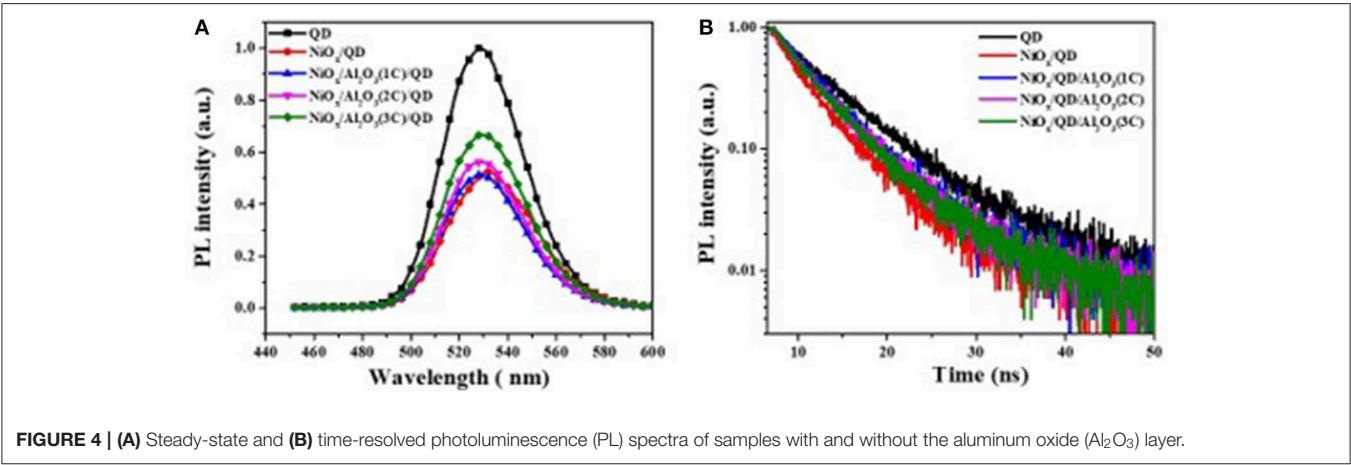 A
QD
NiOₓ/QD
NiOₓ/Al₂O₃(1C)/QD
NiOₓ/Al₂O₃(2C)/QD
NiOₓ/Al₂O₃(3C)/QD
1.0
0.8
0.6
0.4
0.2
0.0
PL intensity (a.u.)
440 460 480 500 520 540 560 580 600
Wavelength ( nm)
B
QD
NiOₓ/QD
NiOₓ/QD/Al₂O₃(1C)
NiOₓ/QD/Al₂O₃(2C)
NiOₓ/QD/Al₂O₃(3C)
1.00
0.10
0.01
PL intensity (a.u.)
10 20 30 40 50
Time (ns)
FIGURE 4 | (A) Steady-state and (B) time-resolved photoluminescence (PL) spectra of samples with and without the aluminum oxide (Al₂O₃) layer.